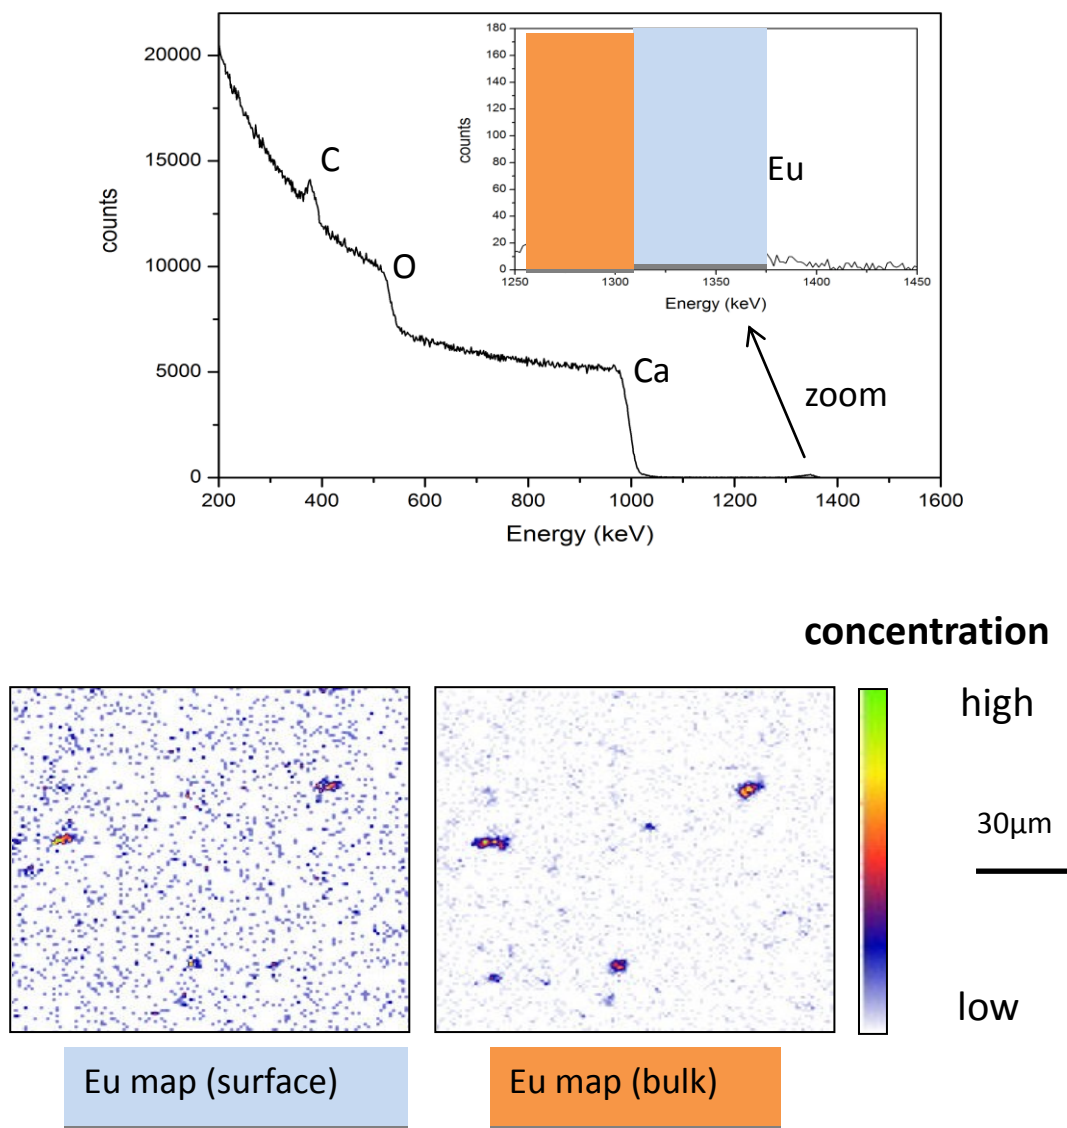 20000
15000
10000
5000
0
counts
200
400
600
800
1000
1200
1400
1600
Energy (keV)
C
O
Ca
180
160
140
120
100
80
60
40
20
0
counts
1250
1300
1350
1400
1450
Energy (keV)
Eu
zoom
concentration
high
30μm
low
Eu map (surface)
Eu map (bulk)